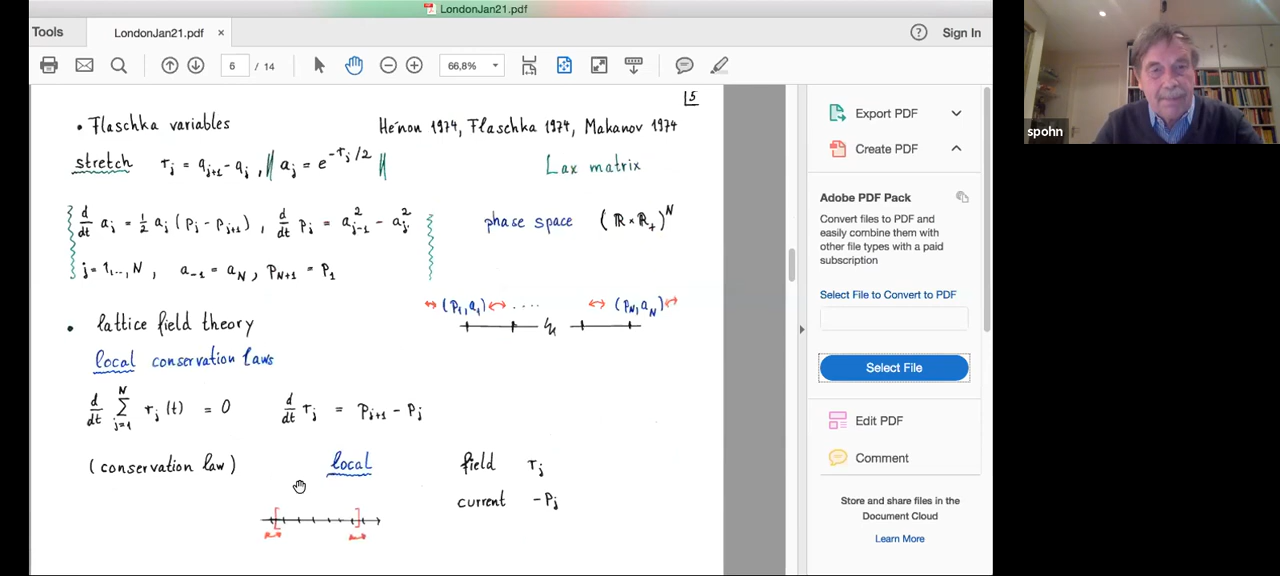 LondonJan21.pdf
Tools
LondonJan21.pdf ×
Sign In
6 / 14
66,8%
5
• Flaschka variables
Hénon 1974, Flaschka 1974, Makanov 1974
stretch r_j = q_{j+1} - q_j, a_j = e^{-r_j/2}
Lax matrix
d/dt a_j = 1/2 a_j (p_j - p_{j+1}), d/dt p_j = a_{j-1}^2 - a_j^2
phase space (ℝ × ℝ_+)^N
j = 1,..., N, a_{-1} = a_N, p_{N+1} = p_1
(p_1, a_1) .... (p_N, a_N)
• lattice field theory
local conservation laws
d/dt Σ_{j=1}^N r_j (t) = 0
d/dt r_j = p_{j+1} - p_j
(conservation law)
local
field r_j
current -p_j
Export PDF
Create PDF
Adobe PDF Pack
Convert files to PDF and
easily combine them with
other file types with a paid
subscription
Select File to Convert to PDF
Select File
Edit PDF
Comment
Store and share files in the
Document Cloud
Learn More
spohn